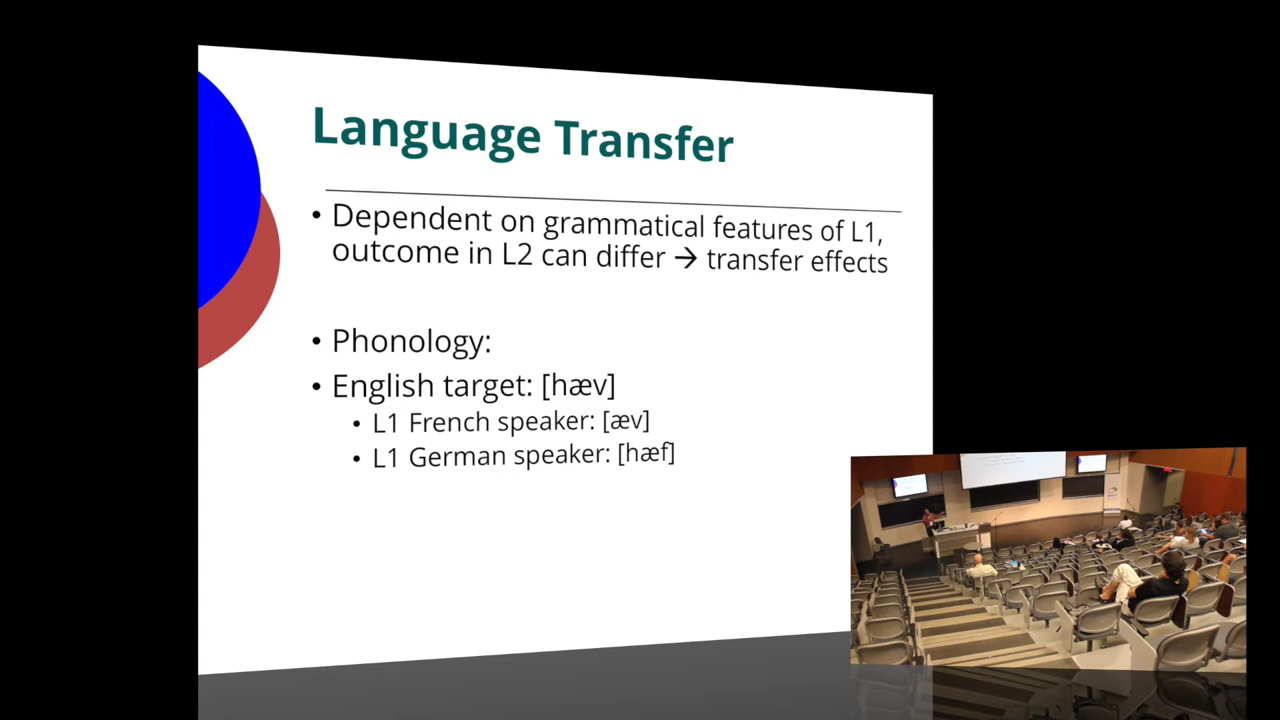 Language Transfer
• Dependent on grammatical features of L1,
outcome in L2 can differ → transfer effects
• Phonology:
• English target: [hæv]
• L1 French speaker: [æv]
• L1 German speaker: [hæf]